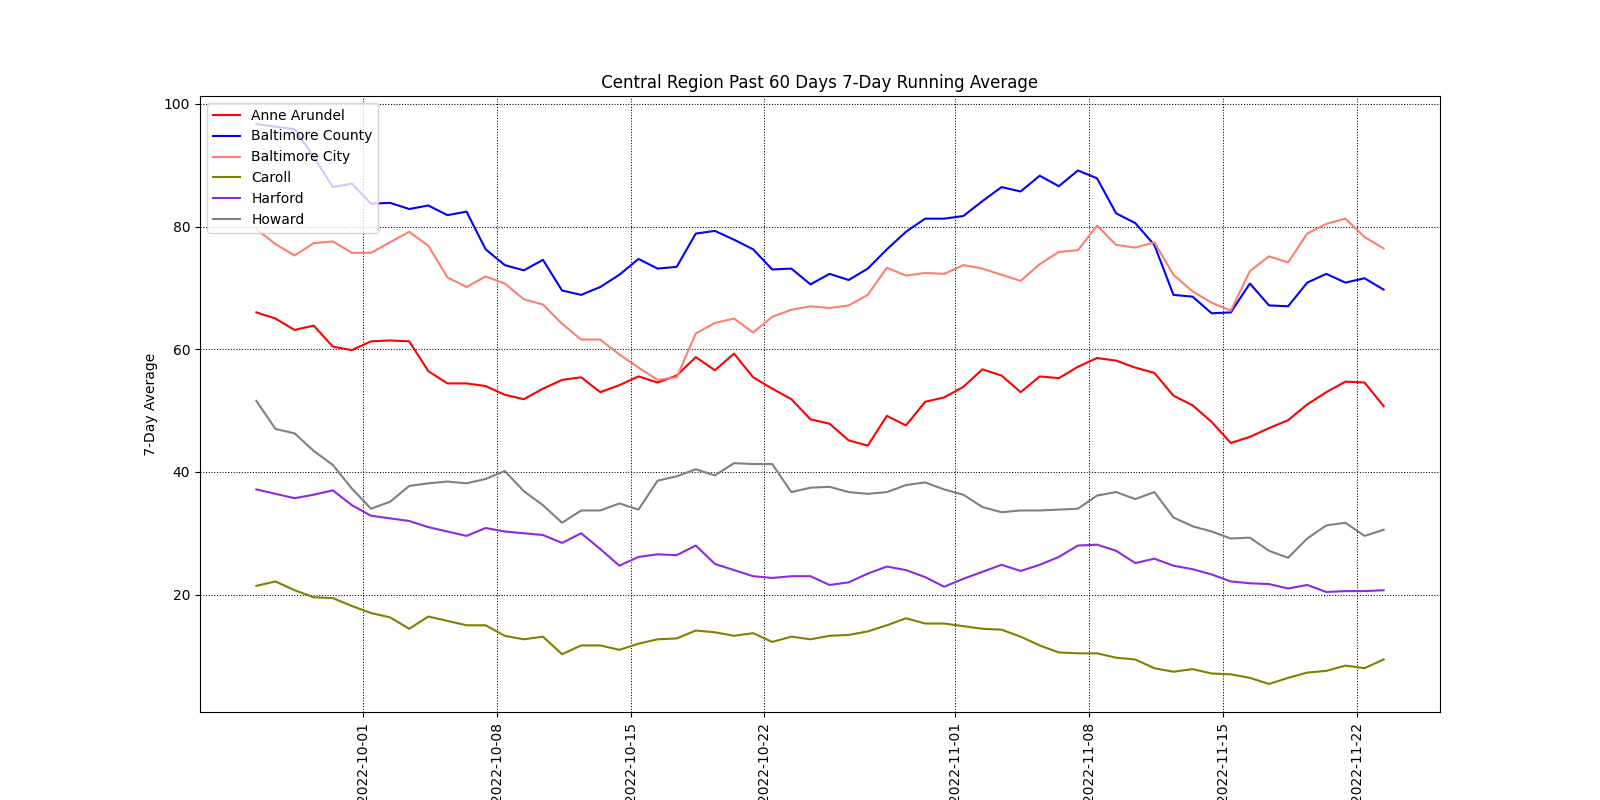 Central Region Past 60 Days 7-Day Running Average
100
80
60
40
20
7-Day Average
Anne Arundel
Baltimore County
Baltimore City
Caroll
Harford
Howard
2022-10-01
2022-10-08
2022-10-15
2022-10-22
2022-11-01
2022-11-08
2022-11-15
2022-11-22